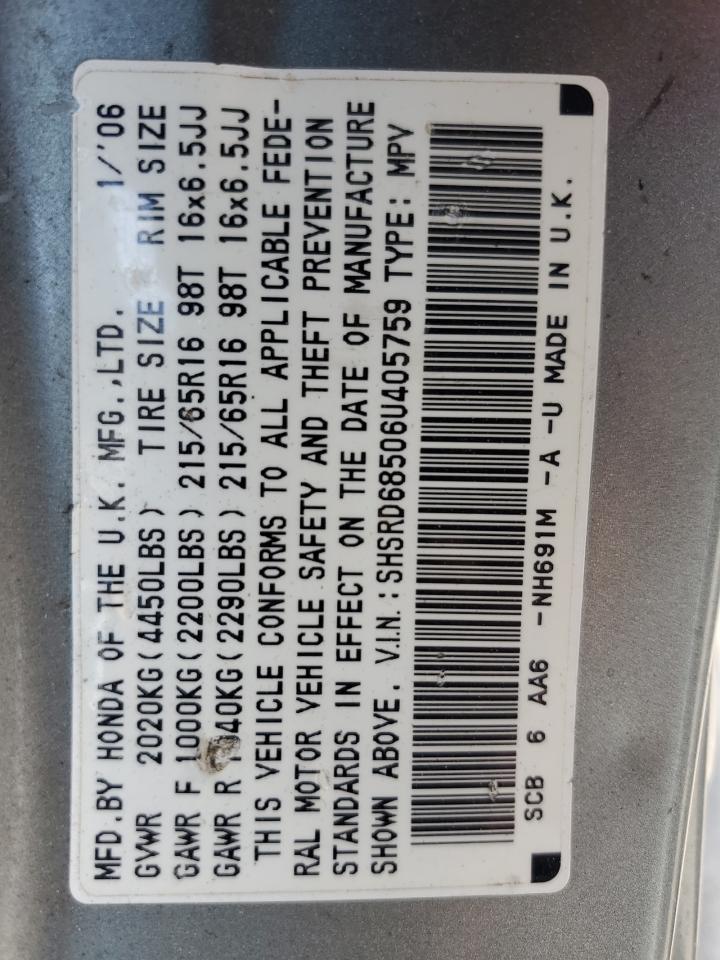 MFD.BY HONDA OF THE U.K. MFG.,LTD. 1/'06
GVWR 2020KG(4450LBS) TIRE SIZE RIM SIZE
GAWR F 1000KG(2200LBS) 215/65R16 98T 16x6.5JJ
GAWR R 1040KG(2290LBS) 215/65R16 98T 16x6.5JJ
THIS VEHICLE CONFORMS TO ALL APPLICABLE FEDE-
RAL MOTOR VEHICLE SAFETY AND THEFT PREVENTION
STANDARDS IN EFFECT ON THE DATE OF MANUFACTURE
SHOWN ABOVE. V.I.N.:SHSRD68506U405759 TYPE: MPV
SCB 6 AA6 -NH691M -A -U MADE IN U.K.